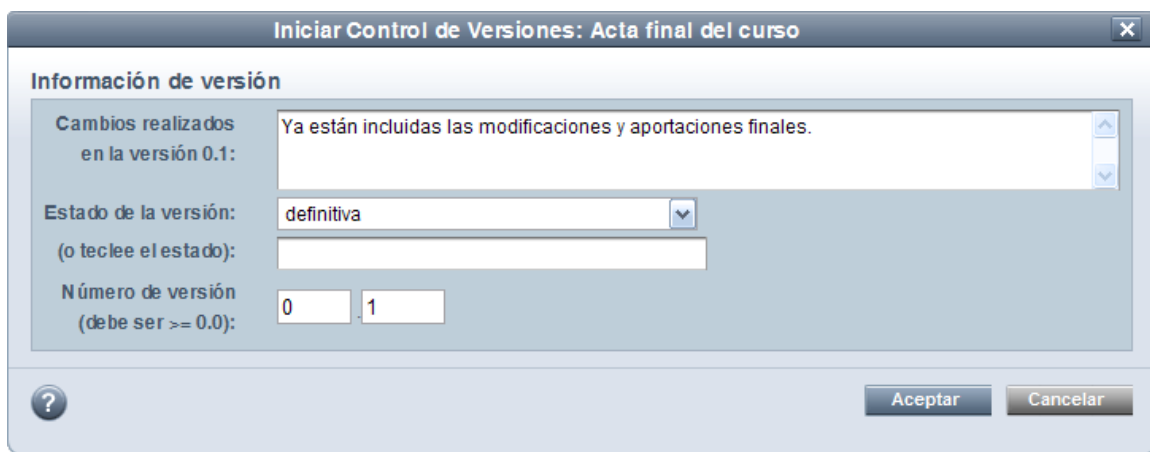 Iniciar Control de Versiones: Acta final del curso
Información de versión
Cambios realizados
en la versión 0.1:
Ya están incluidas las modificaciones y aportaciones finales.
Estado de la versión:
definitiva
(o teclee el estado):
Número de versión
(debe ser >= 0.0):
0 . 1
?
Aceptar
Cancelar